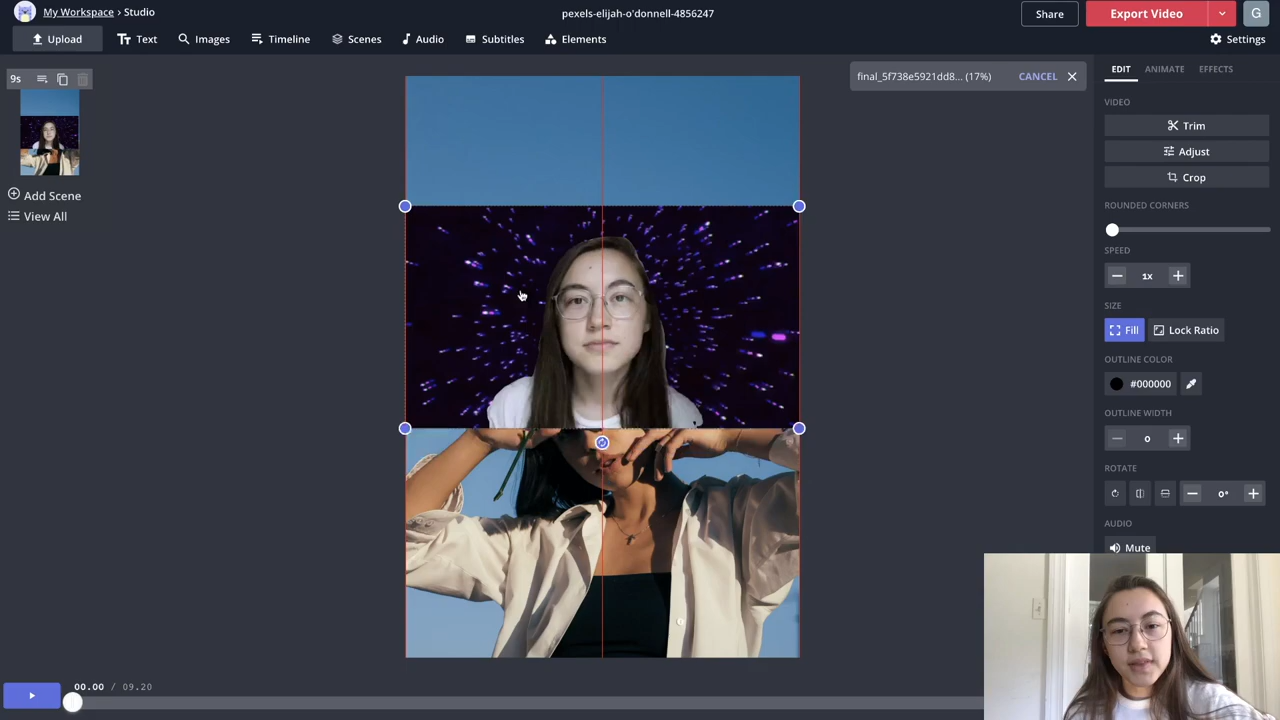 My Workspace › Studio
pexels-elijah-o'donnell-4856247
Share
Export Video
G
Upload
Text
Images
Timeline
Scenes
Audio
Subtitles
Elements
Settings
9s
final_5f738e5921dd8... (17%)
CANCEL
EDIT
ANIMATE
EFFECTS
VIDEO
Trim
Adjust
Crop
Add Scene
View All
ROUNDED CORNERS
SPEED
1x
SIZE
Fill
Lock Ratio
OUTLINE COLOR
#000000
OUTLINE WIDTH
0
ROTATE
0°
AUDIO
Mute
00.00 / 09.20